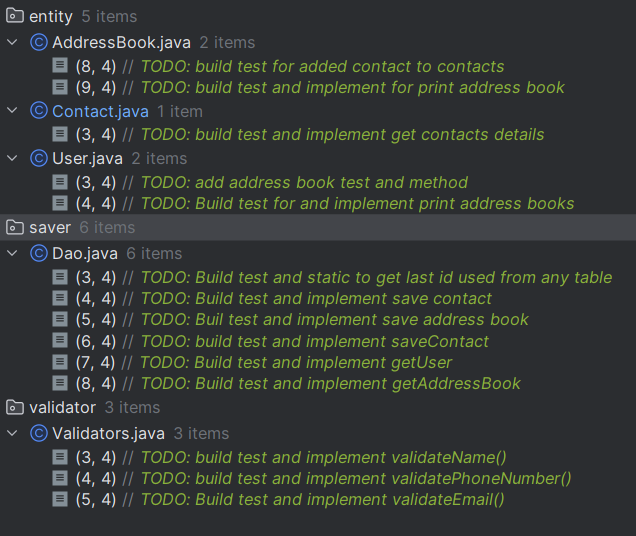 entity 5 items
AddressBook.java 2 items
(8, 4) // TODO: build test for added contact to contacts
(9, 4) // TODO: build test and implement for print address book
Contact.java 1 item
(3, 4) // TODO: build test and implement get contacts details
User.java 2 items
(3, 4) // TODO: add address book test and method
(4, 4) // TODO: Build test for and implement print address books
saver 6 items
Dao.java 6 items
(3, 4) // TODO: Build test and static to get last id used from any table
(4, 4) // TODO: Build test and implement save contact
(5, 4) // TODO: Buil test and implement save address book
(6, 4) // TODO: build test and implement saveContact
(7, 4) // TODO: Build test and implement getUser
(8, 4) // TODO: Build test and implement getAddressBook
validator 3 items
Validators.java 3 items
(3, 4) // TODO: build test and implement validateName()
(4, 4) // TODO: build test and implement validatePhoneNumber()
(5, 4) // TODO: Build test and implement validateEmail()